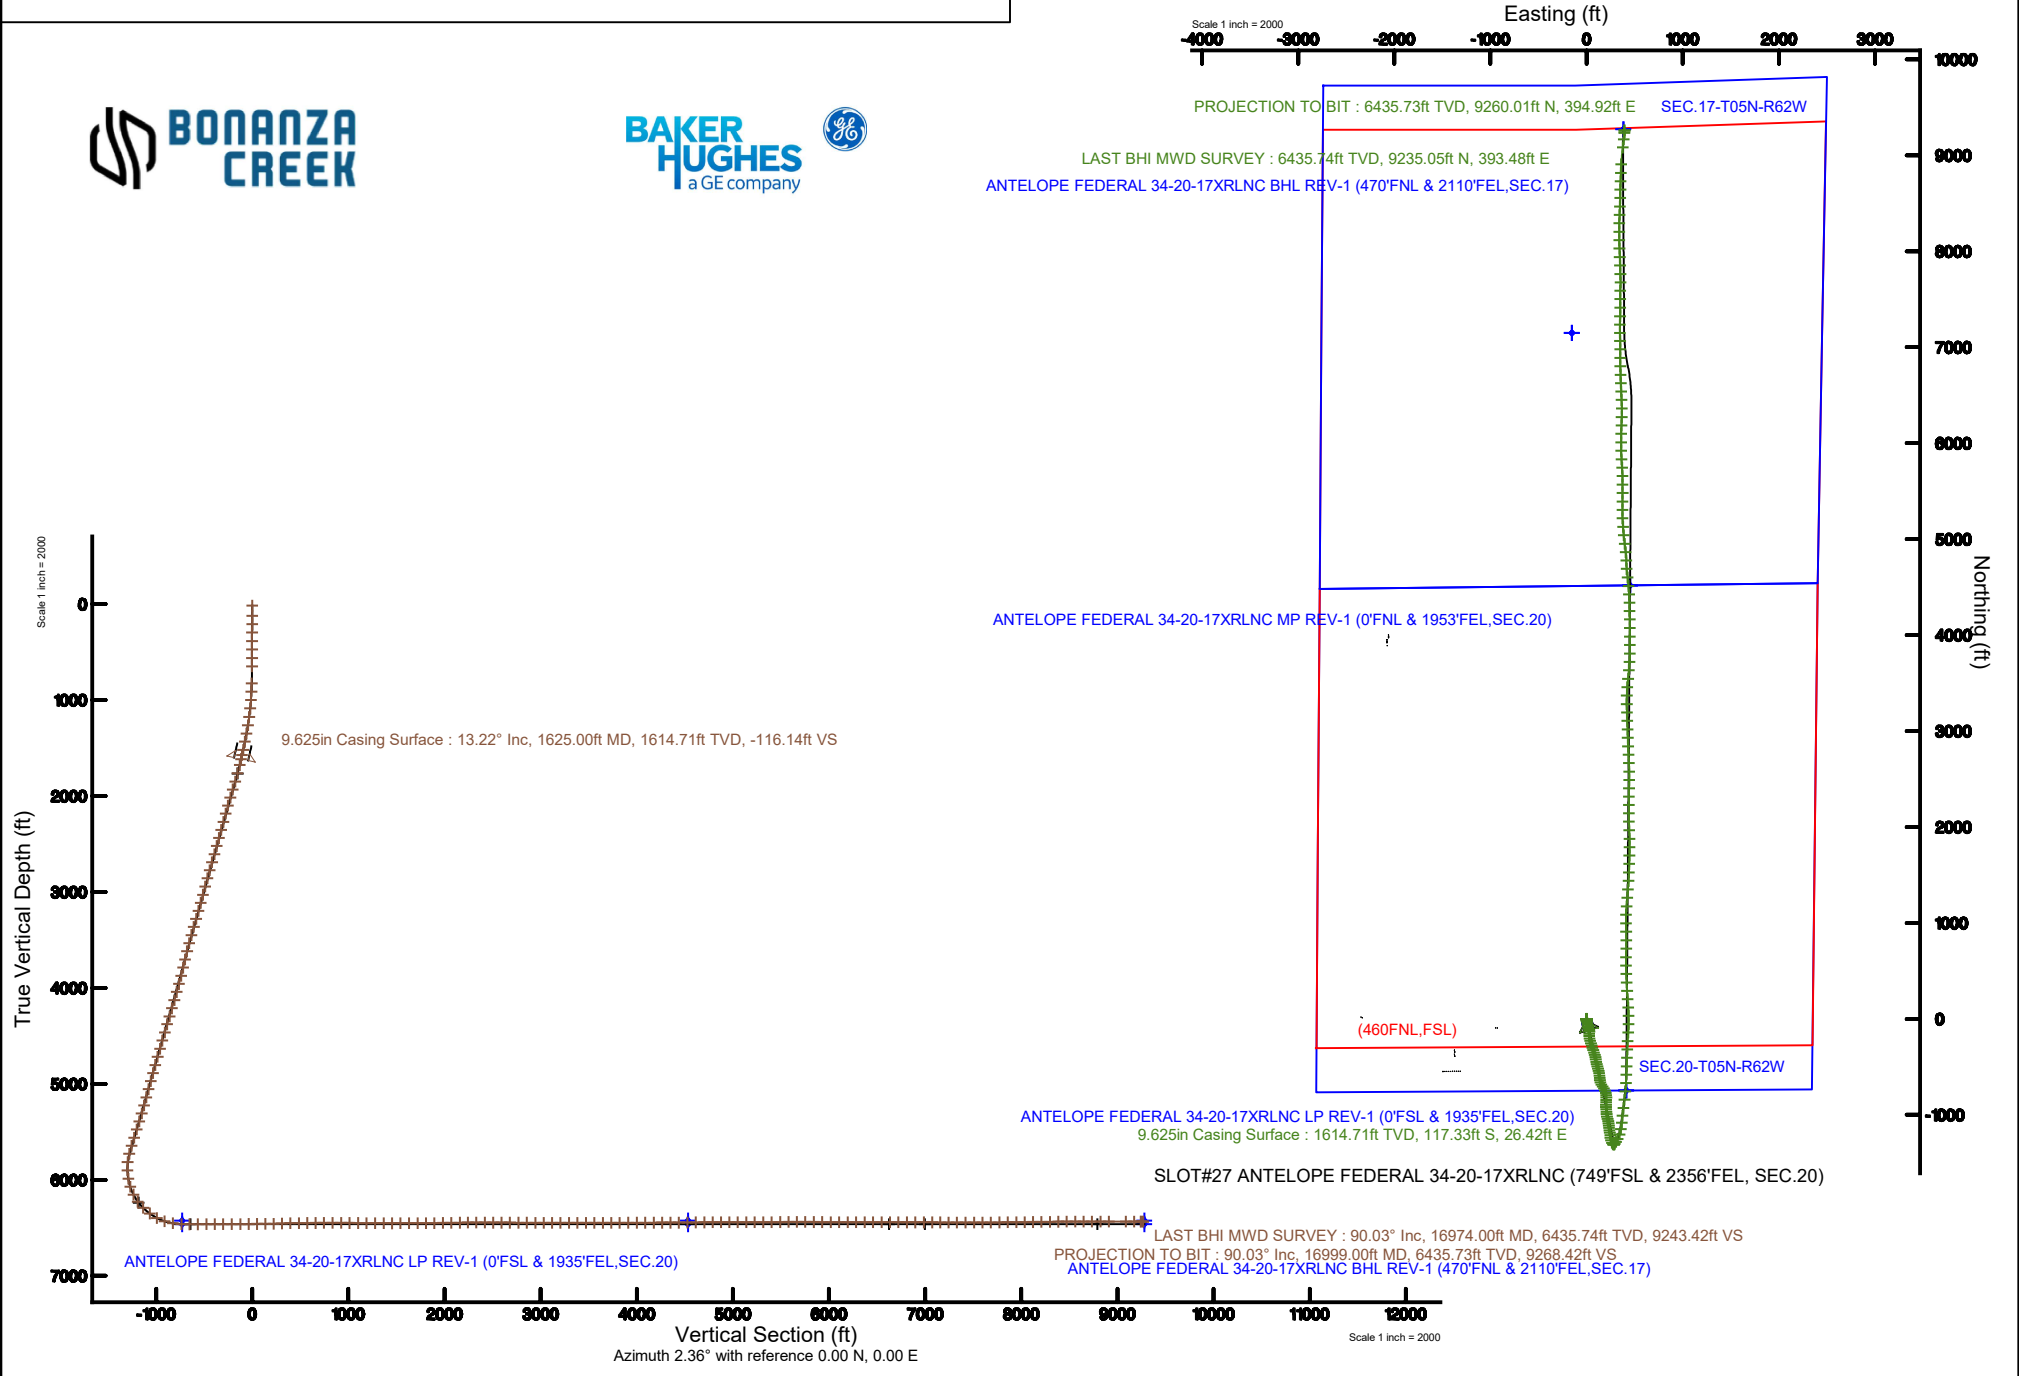 Scale 1 inch = 2000
Easting (ft)
-4000 -3000 -2000 -1000 0 1000 2000 3000
10000
9000
8000
7000
6000
5000
4000
3000
2000
1000
0
-1000
Northing (ft)
BONANZA
CREEK
BAKER
HUGHES
a GE company
GE
PROJECTION TO BIT : 6435.73ft TVD, 9260.01ft N, 394.92ft E
SEC.17-T05N-R62W
LAST BHI MWD SURVEY : 6435.74ft TVD, 9235.05ft N, 393.48ft E
ANTELOPE FEDERAL 34-20-17XRLNC BHL REV-1 (470'FNL & 2110'FEL,SEC.17)
ANTELOPE FEDERAL 34-20-17XRLNC MP REV-1 (0'FNL & 1953'FEL,SEC.20)
(460FNL,FSL)
SEC.20-T05N-R62W
ANTELOPE FEDERAL 34-20-17XRLNC LP REV-1 (0'FSL & 1935'FEL,SEC.20)
9.625in Casing Surface : 1614.71ft TVD, 117.33ft S, 26.42ft E
SLOT#27 ANTELOPE FEDERAL 34-20-17XRLNC (749'FSL & 2356'FEL, SEC.20)
Scale 1 inch = 2000
True Vertical Depth (ft)
0
1000
2000
3000
4000
5000
6000
7000
9.625in Casing Surface : 13.22° Inc, 1625.00ft MD, 1614.71ft TVD, -116.14ft VS
LAST BHI MWD SURVEY : 90.03° Inc, 16974.00ft MD, 6435.74ft TVD, 9243.42ft VS
PROJECTION TO BIT : 90.03° Inc, 16999.00ft MD, 6435.73ft TVD, 9268.42ft VS
ANTELOPE FEDERAL 34-20-17XRLNC LP REV-1 (0'FSL & 1935'FEL,SEC.20)
ANTELOPE FEDERAL 34-20-17XRLNC BHL REV-1 (470'FNL & 2110'FEL,SEC.17)
-1000 0 1000 2000 3000 4000 5000 6000 7000 8000 9000 10000 11000 12000
Vertical Section (ft)
Scale 1 inch = 2000
Azimuth 2.36° with reference 0.00 N, 0.00 E